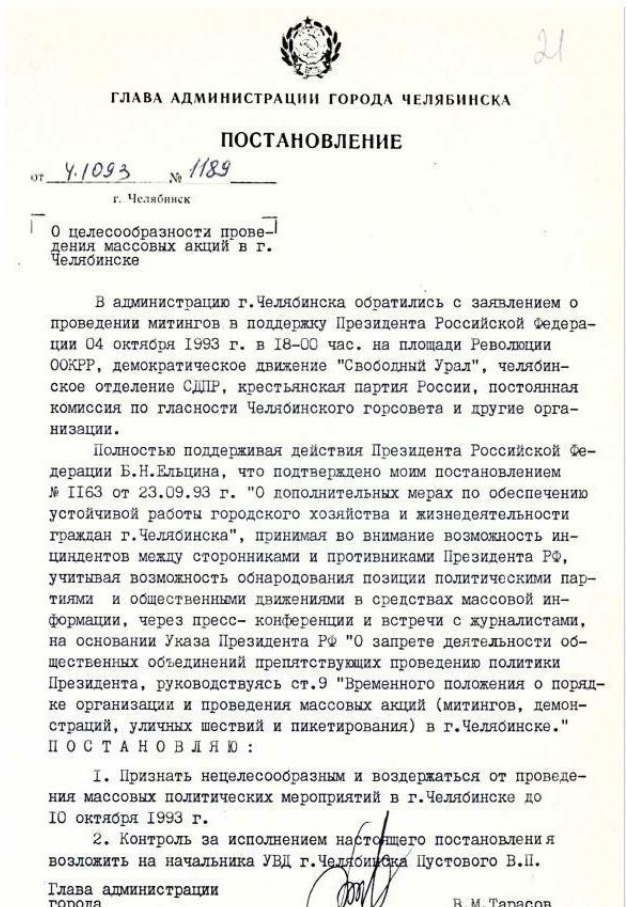 21
ГЛАВА АДМИНИСТРАЦИИ ГОРОДА ЧЕЛЯБИНСКА
ПОСТАНОВЛЕНИЕ
от 4.1093 № 1189
г. Челябинск
О целесообразности прове-
дения массовых акций в г.
Челябинске
В администрацию г.Челябинска обратились с заявлением о
проведении митингов в поддержку Президента Российской Федера-
ции 04 октября 1993 г. в 18-00 час. на площади Революции
ООКРР, демократическое движение "Свободный Урал", челябин-
ское отделение СДПР, крестьянская партия России, постоянная
комиссия по гласности Челябинского горсовета и другие орга-
низации.
Полностью поддерживая действия Президента Российской Фе-
дерации Б.Н.Ельцина, что подтверждено моим постановлением
№ II63 от 23.09.93 г. "О дополнительных мерах по обеспечению
устойчивой работы городского хозяйства и жизнедеятельности
граждан г.Челябинска", принимая во внимание возможность ин-
циндентов между сторонниками и противниками Президента РФ,
учитывая возможность обнародования позиции политическими пар-
тиями и общественными движениями в средствах массовой ин-
формации, через пресс- конференции и встречи с журналистами,
на основании Указа Президента РФ "О запрете деятельности об-
щественных объединений препятствующих проведению политики
Президента, руководствуясь ст.9 "Временного положения о поряд-
ке организации и проведения массовых акций (митингов, демон-
страций, уличных шествий и пикетирования) в г.Челябинске."
П О С Т А Н О В Л Я Ю :
I. Признать нецелесообразным и воздержаться от проведе-
ния массовых политических мероприятий в г.Челябинске до
IO октября I993 г.
2. Контроль за исполнением настоящего постановления
возложить на начальника УВД г.Челябинска Пустового В.П.
Глава администрации
города В.М.Тарасов